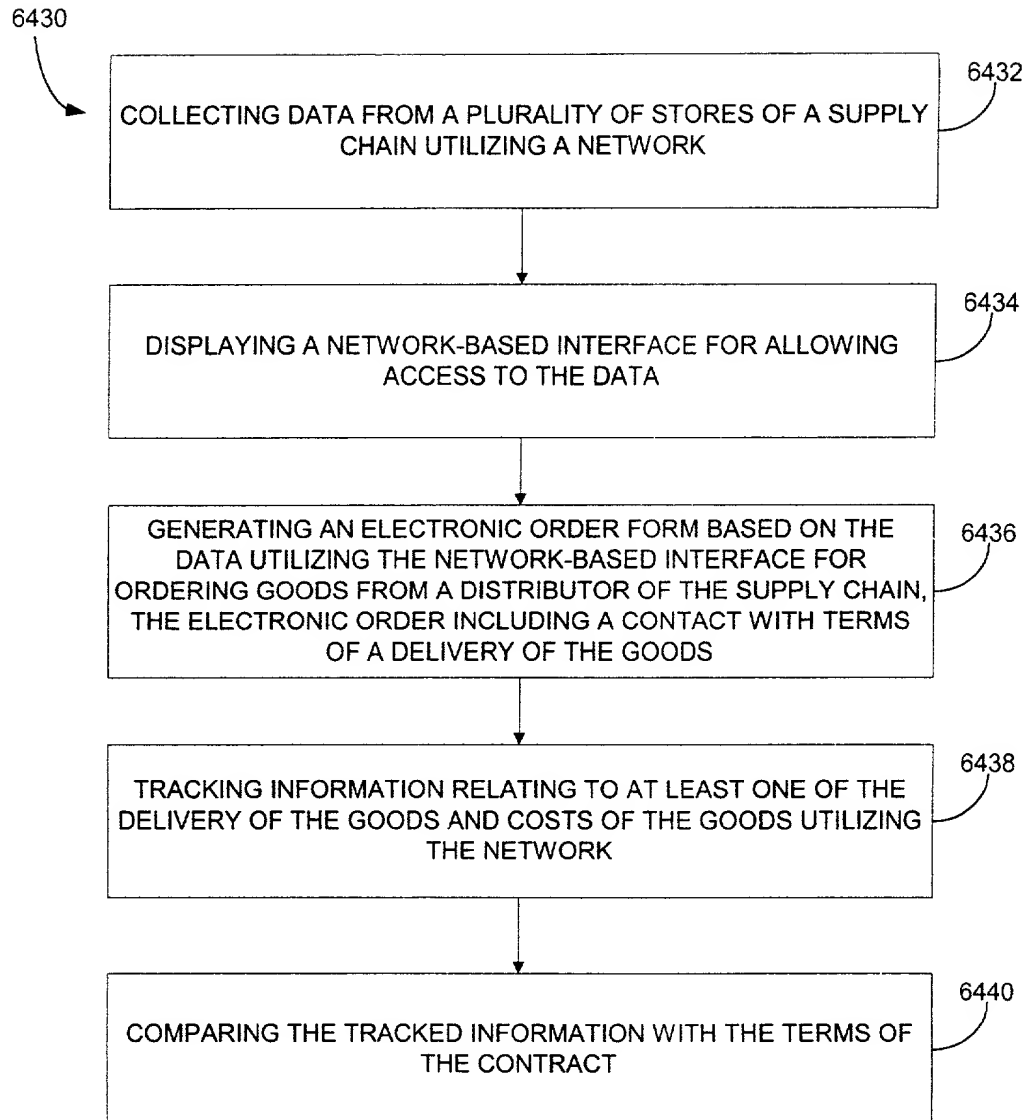 6430
6432
COLLECTING DATA FROM A PLURALITY OF STORES OF A SUPPLY
CHAIN UTILIZING A NETWORK
6434
DISPLAYING A NETWORK-BASED INTERFACE FOR ALLOWING
ACCESS TO THE DATA
6436
GENERATING AN ELECTRONIC ORDER FORM BASED ON THE
DATA UTILIZING THE NETWORK-BASED INTERFACE FOR
ORDERING GOODS FROM A DISTRIBUTOR OF THE SUPPLY CHAIN,
THE ELECTRONIC ORDER INCLUDING A CONTACT WITH TERMS
OF A DELIVERY OF THE GOODS
6438
TRACKING INFORMATION RELATING TO AT LEAST ONE OF THE
DELIVERY OF THE GOODS AND COSTS OF THE GOODS UTILIZING
THE NETWORK
6440
COMPARING THE TRACKED INFORMATION WITH THE TERMS OF
THE CONTRACT